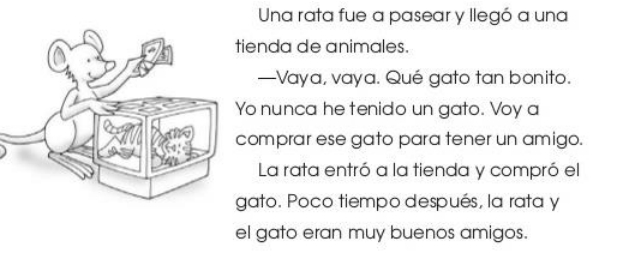 Una rata fue a pasear y llegó a una
tienda de animales.
—Vaya, vaya. Qué gato tan bonito.
Yo nunca he tenido un gato. Voy a
comprar ese gato para tener un amigo.
La rata entró a la tienda y compró el
gato. Poco tiempo después, la rata y
el gato eran muy buenos amigos.